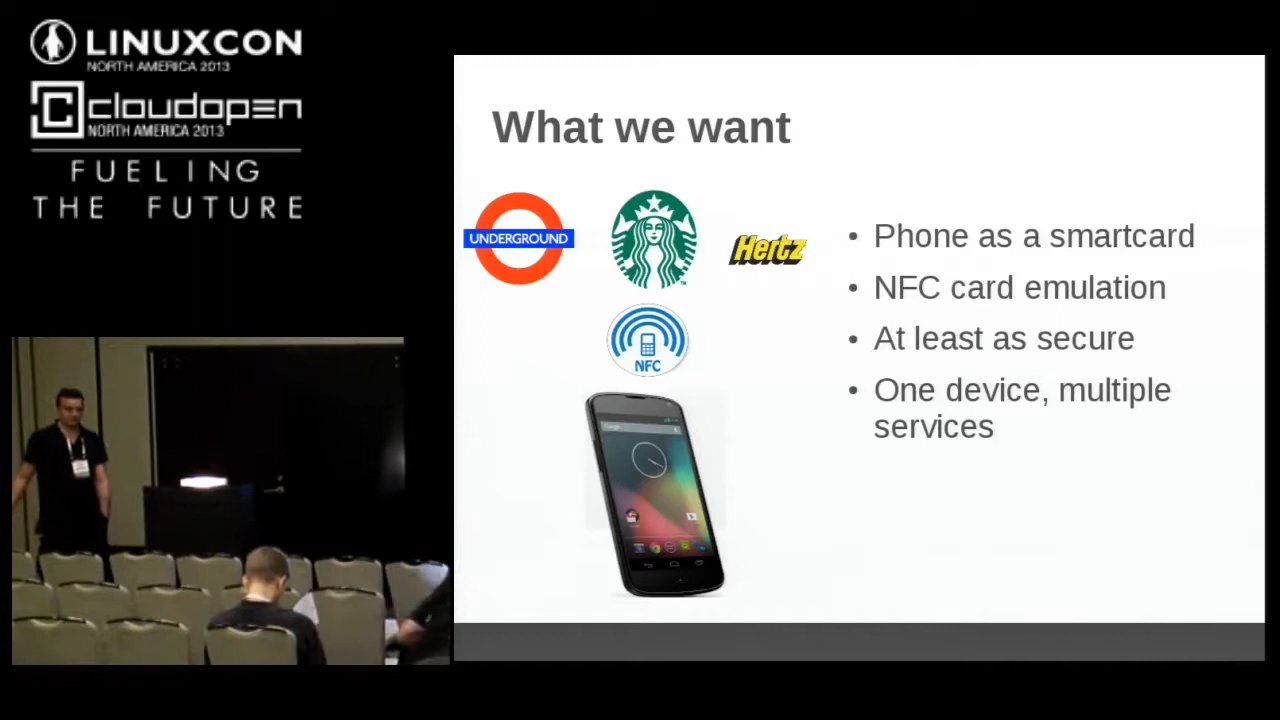 LINUXCON
NORTH AMERICA 2013
cloudopen
NORTH AMERICA 2013
FUELING
THE FUTURE
What we want
UNDERGROUND
Hertz
NFC
• Phone as a smartcard
• NFC card emulation
• At least as secure
• One device, multiple
services